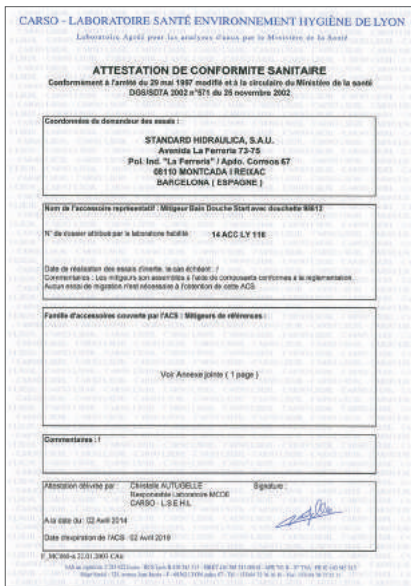 CARSO - LABORATOIRE SANTÉ ENVIRONNEMENT HYGIÈNE DE LYON
Laboratoire Agréé pour les analyses d'eaux par le Ministère de la Santé
ATTESTATION DE CONFORMITE SANITAIRE
Conformément à l'arrêté du 29 mai 1997 modifié et à la circulaire du Ministère de la santé
DGS/SD7A 2002 n°571 du 25 novembre 2002
Coordonnées du demandeur des essais :
STANDARD HIDRAULICA, S.A.U.
Avenida La Ferreria 73-75
Pol. Ind. "La Ferreria" / Apdo. Correos 67
08110 MONTCADA I REIXAC
BARCELONA ( ESPAGNE )
Nom de l'accessoire représentatif : Mitigeur Bain Douche Start avec douchette
N° de dossier attribué par le laboratoire habilité 14 ACC LY 116
Date de réalisation des essais d'inertie, le cas échéant : /
Commentaires : Les mitigeurs son assemblés à l'aide de composants conformes à la réglementation.
Aucun essai de migration n'est nécessaire à l'obtention de cette ACS
Famille d'accessoires couverte par l'ACS : Mitigeurs de références :
Voir Annexe jointe ( 1 page )
Commentaires : /
Attestation délivrée par : Christelle AUTUGELLE Signature :
Responsable Laboratoire MCDE
CARSO - L.S.E.H.L.
A la date du : 02 Avril 2014
Date d'expiration de l'ACS : 02 Avril 2019